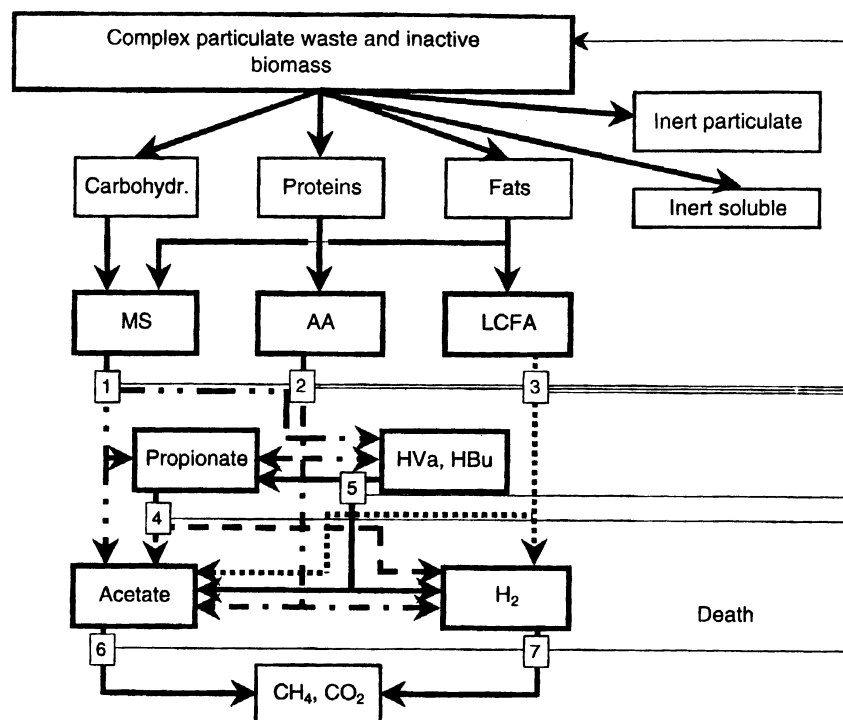 Complex particulate waste and inactive
biomass
Inert particulate
Carbohydr.
Proteins
Fats
Inert soluble
MS
AA
LCFA
1
2
3
Propionate
HVa, HBu
5
4
Acetate
H₂
Death
6
7
CH₄, CO₂